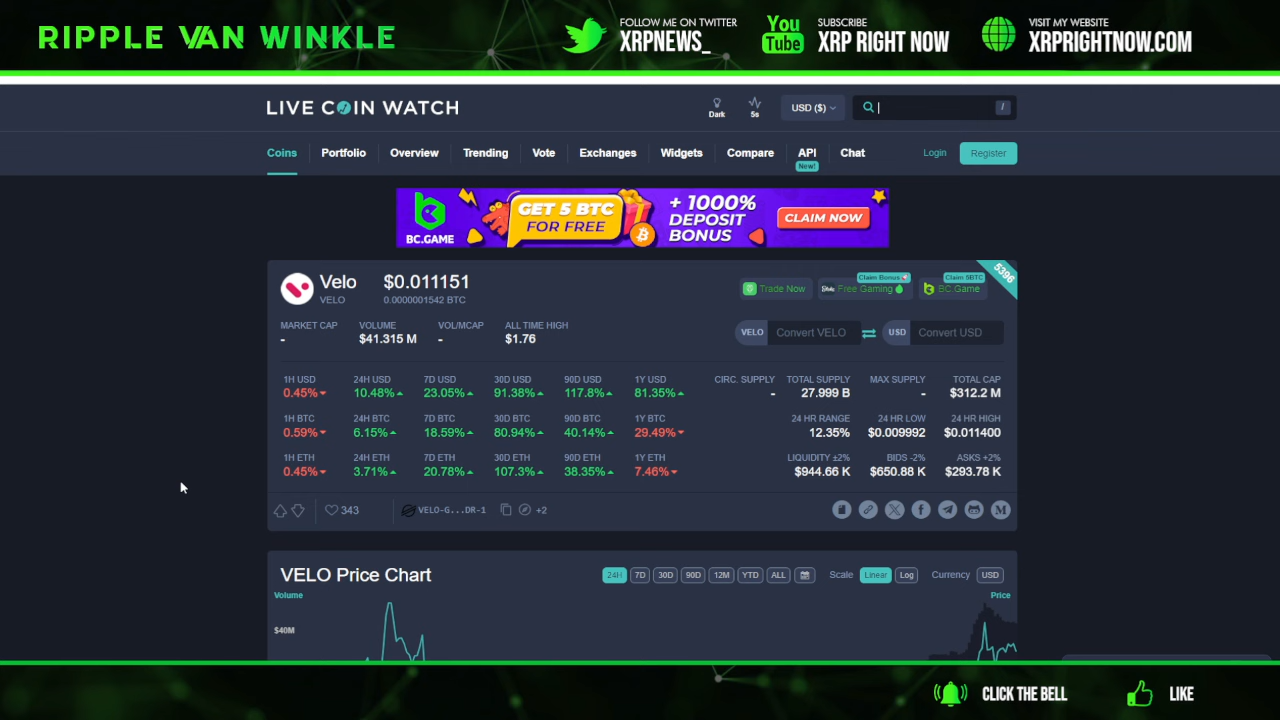 RIPPLE VAN WINKLE
FOLLOW ME ON TWITTER
XRPNEWS_
You
Tube
SUBSCRIBE
XRP RIGHT NOW
VISIT MY WEBSITE
XRPRIGHTNOW.COM
LIVE COIN WATCH
Dark
5s
USD ($)
/
Coins Portfolio Overview Trending Vote Exchanges Widgets Compare API Chat Login Register
New!
BC.GAME
GET 5 BTC
FOR FREE
+ 1000%
DEPOSIT
BONUS
CLAIM NOW
Velo
VELO
$0.011151
0.0000001542 BTC
Trade Now
Claim Bonus
Free Gaming
Claim 5BTC
BC.Game
5396
MARKET CAP VOLUME VOL/MCAP ALL TIME HIGH
- $41.315 M - $1.76
VELO Convert VELO USD Convert USD
1H USD 24H USD 7D USD 30D USD 90D USD 1Y USD CIRC. SUPPLY TOTAL SUPPLY MAX SUPPLY TOTAL CAP
0.45% 10.48% 23.05% 91.38% 117.8% 81.35% - 27.999 B - $312.2 M
1H BTC 24H BTC 7D BTC 30D BTC 90D BTC 1Y BTC 24 HR RANGE 24 HR LOW 24 HR HIGH
0.59% 6.15% 18.59% 80.94% 40.14% 29.49% 12.35% $0.009992 $0.011400
1H ETH 24H ETH 7D ETH 30D ETH 90D ETH 1Y ETH LIQUIDITY ±2% BIDS -2% ASKS +2%
0.45% 3.71% 20.78% 107.3% 38.35% 7.46% $944.66 K $650.88 K $293.78 K
343 VELO-G...DR-1 +2
VELO Price Chart
24H 7D 30D 90D 12M YTD ALL Scale Linear Log Currency USD
Volume Price
$40M
CLICK THE BELL
LIKE